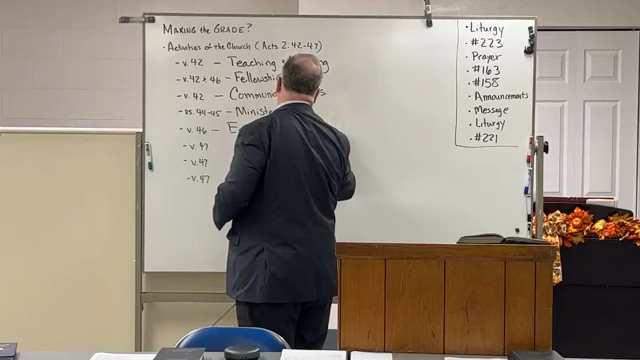 Making the Grade?
• Activities of the Church (Acts 2:42-47)
- v. 42 - Teaching
- v. 42 & 46 - Fellowshi
- v. 42 - Commun
- vs. 44-45 - Ministe
- v. 46 - E
- v. 47
- v. 47
- v. 47
• Liturgy
• #223
• Prayer
• #163
• #158
• Announcements
• Message
• Liturgy
• #221